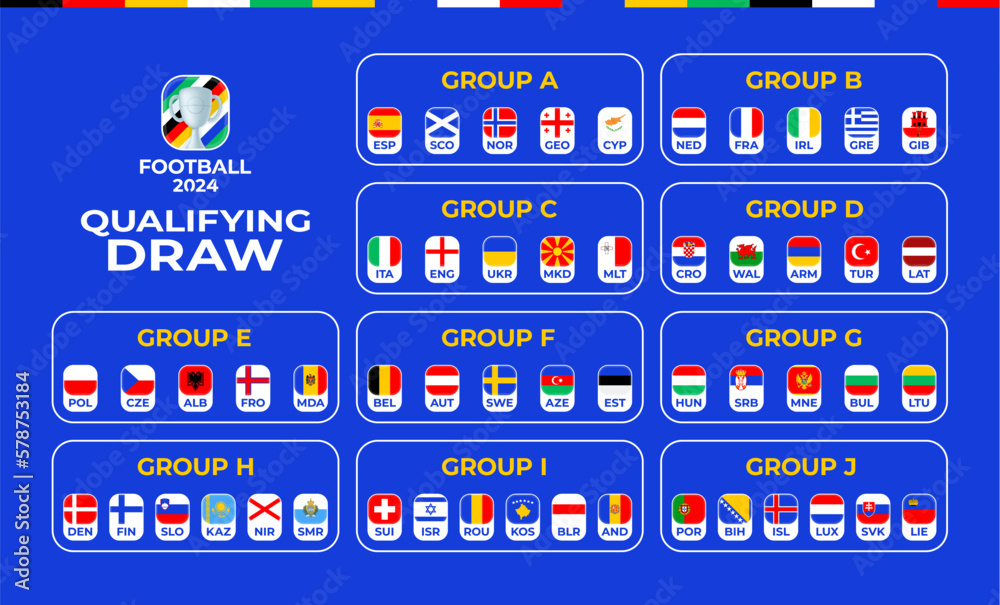 FOOTBALL
2024
QUALIFYING
DRAW
GROUP A
ESP SCO NOR GEO CYP
GROUP B
NED FRA IRL GRE GIB
GROUP C
ITA ENG UKR MKD MLT
GROUP D
CRO WAL ARM TUR LAT
GROUP E
POL CZE ALB FRO MDA
GROUP F
BEL AUT SWE AZE EST
GROUP G
HUN SRB MNE BUL LTU
GROUP H
DEN FIN SLO KAZ NIR SMR
GROUP I
SUI ISR ROU KOS BLR AND
GROUP J
POR BIH ISL LUX SVK LIE
Adobe Stock | #578753184
Adobe Stock